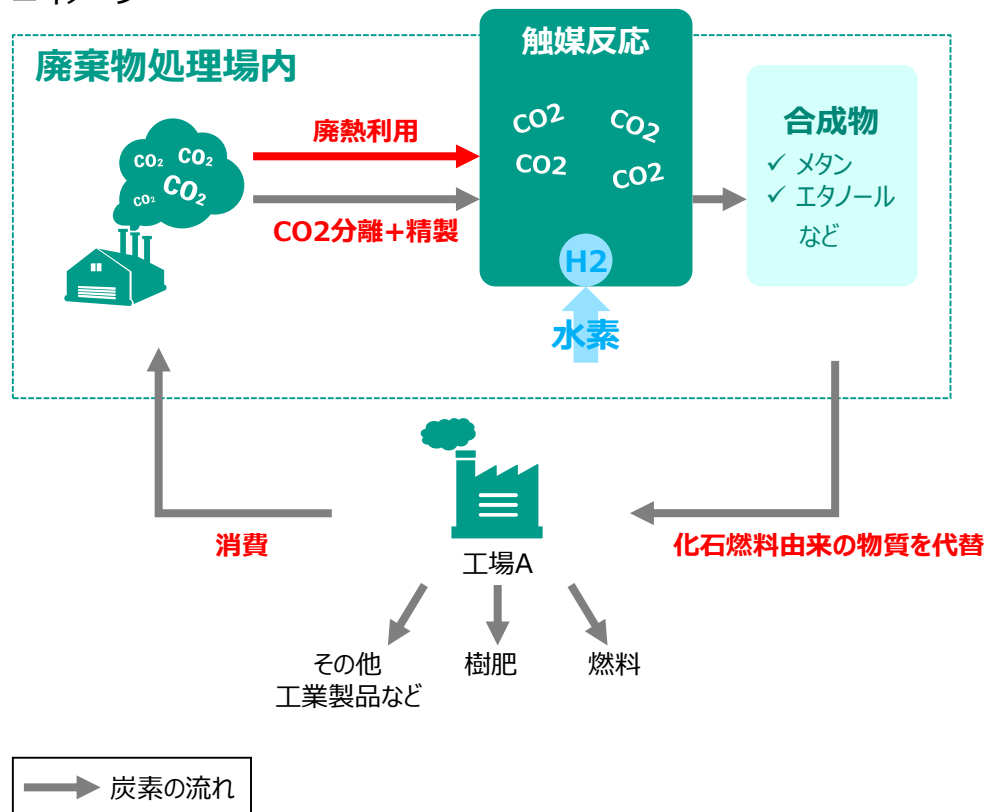 廃棄物処理場内
触媒反応
CO2 CO2
CO2 CO2
廃熱利用
CO2 CO2
CO2 CO2
CO2分離+精製
合成物
✓ メタン
✓ エタノール
など
H2
水素
消費
工場A
化石燃料由来の物質を代替
その他
工業製品など
樹肥
燃料
炭素の流れ